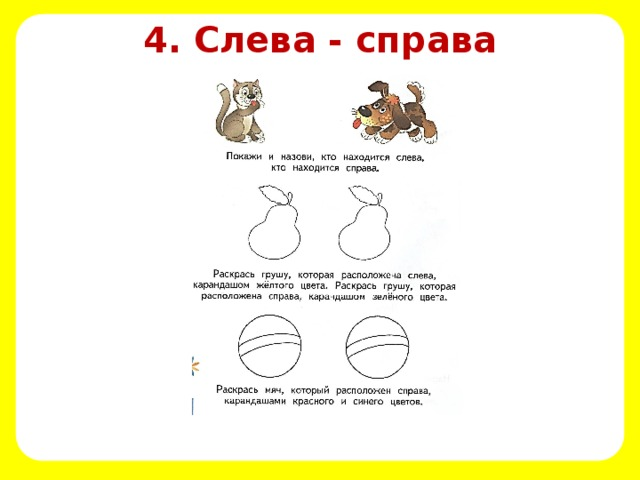 4. Слева - справа
Покажи и назови, кто находится слева,
кто находится справа.
Раскрась грушу, которая расположена слева,
карандашом жёлтого цвета. Раскрась грушу, которая
расположена справа, карандашом зелёного цвета.
Раскрась мяч, который расположен справа,
карандашами красного и синего цветов.